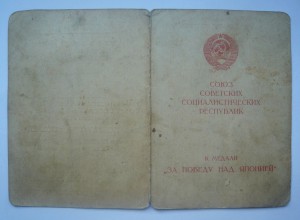 СОЮЗ
СОВЕТСКИХ
СОЦИАЛИСТИЧЕСКИХ
РЕСПУБЛИК
К МЕДАЛИ
„ЗА ПОБЕДУ НАД ЯПОНИЕЙ"